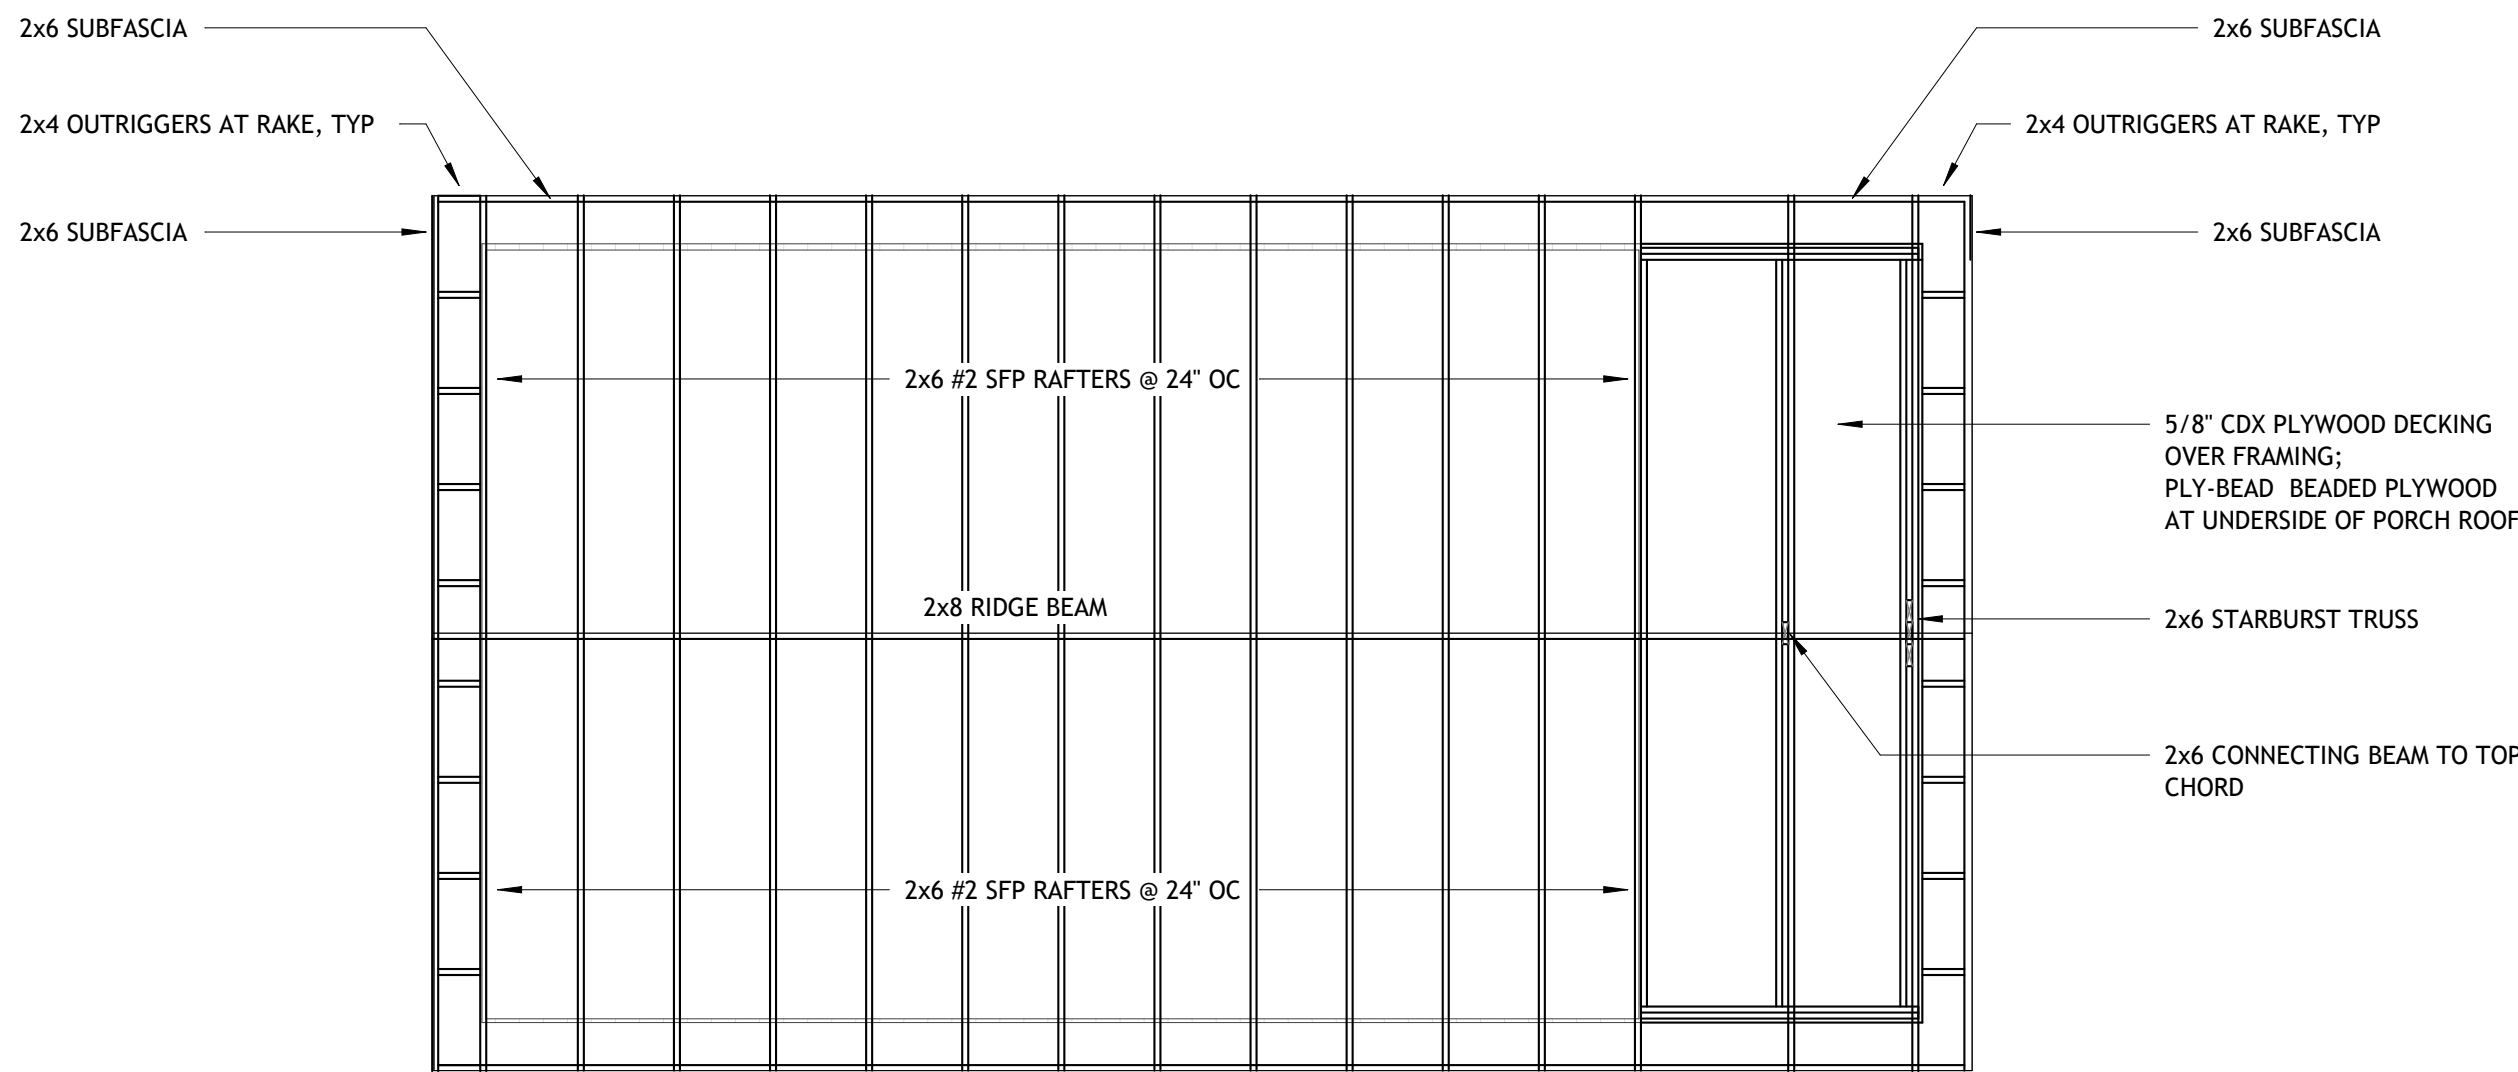 2x6 SUBFASCIA
2x6 SUBFASCIA
2x4 OUTRIGGERS AT RAKE, TYP
2x4 OUTRIGGERS AT RAKE, TYP
2x6 SUBFASCIA
2x6 SUBFASCIA
2x6 #2 SFP RAFTERS @ 24" OC
5/8" CDX PLYWOOD DECKING
OVER FRAMING;
PLY-BEAD BEADED PLYWOOD
AT UNDERSIDE OF PORCH ROOF
2x8 RIDGE BEAM
2x6 STARBURST TRUSS
2x6 CONNECTING BEAM TO TOP
CHORD
2x6 #2 SFP RAFTERS @ 24" OC